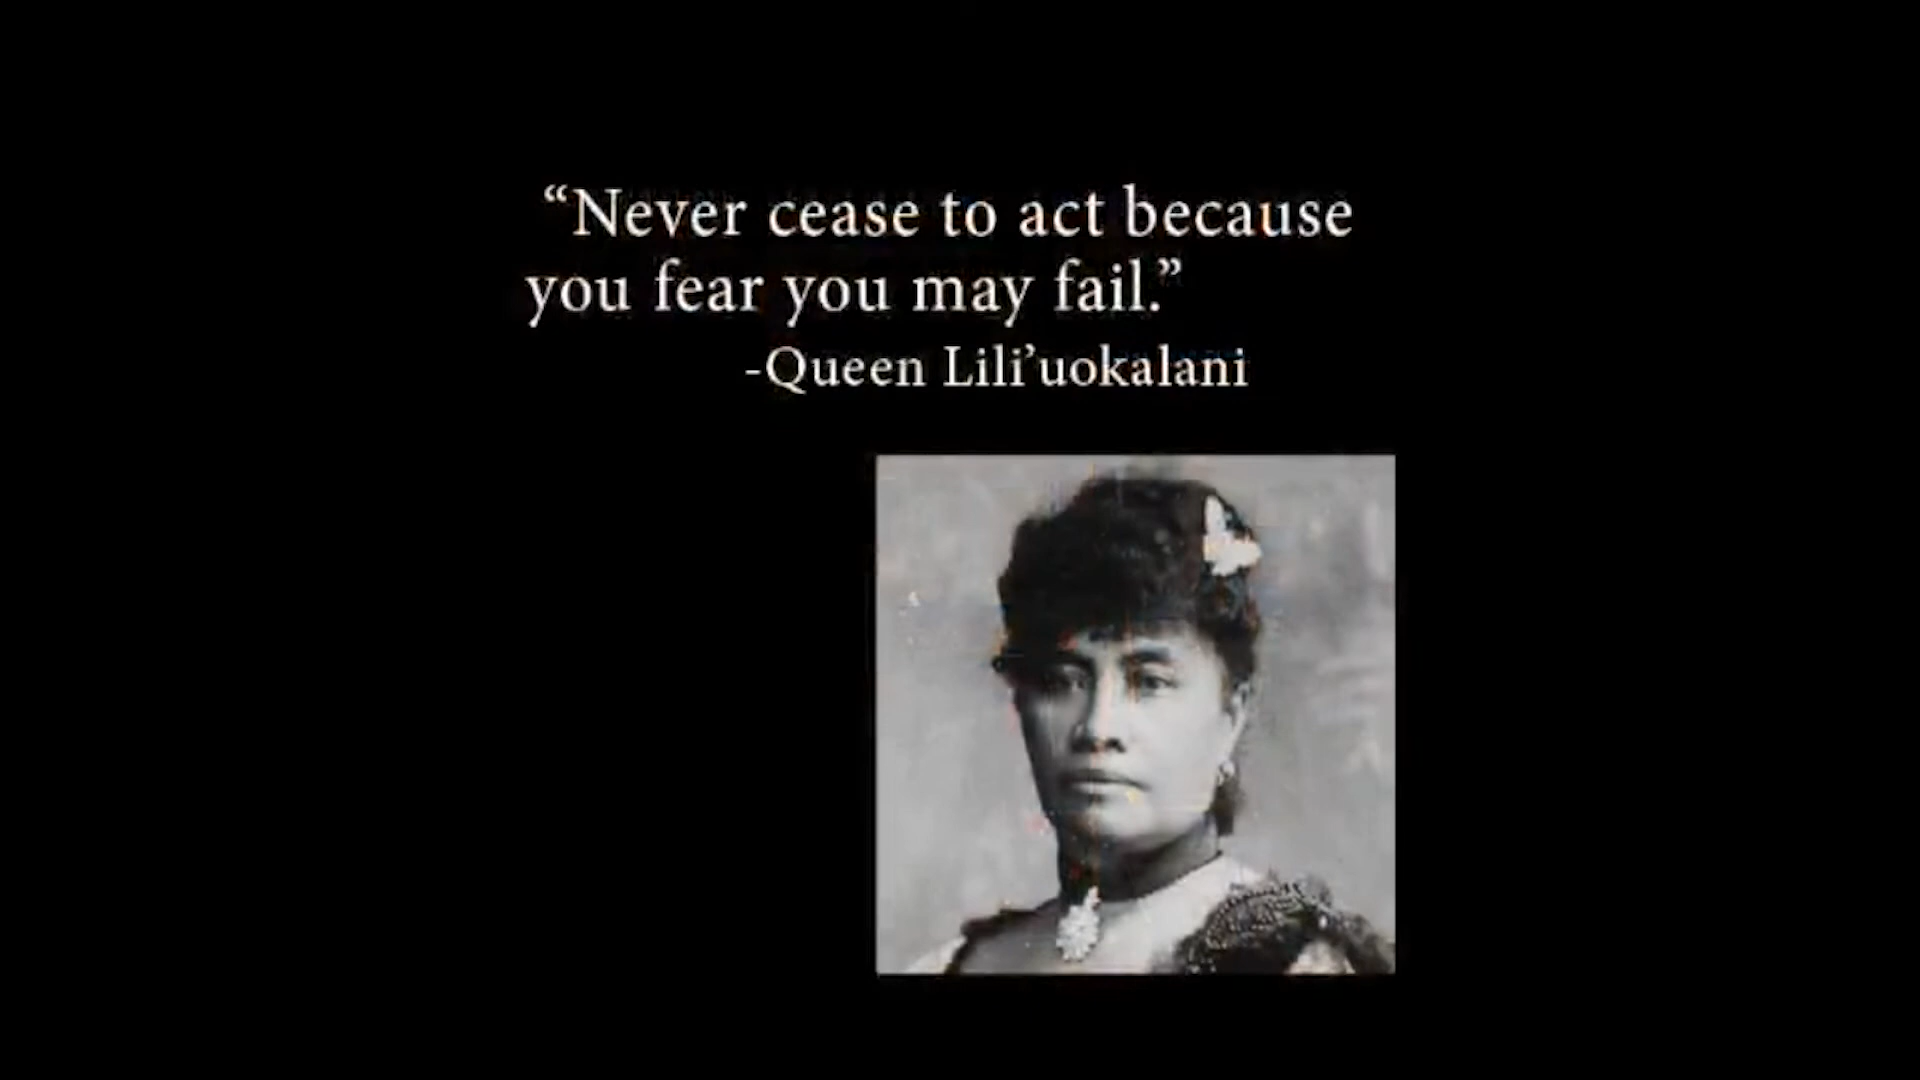 “Never cease to act because
you fear you may fail.”
-Queen Lili’uokalani